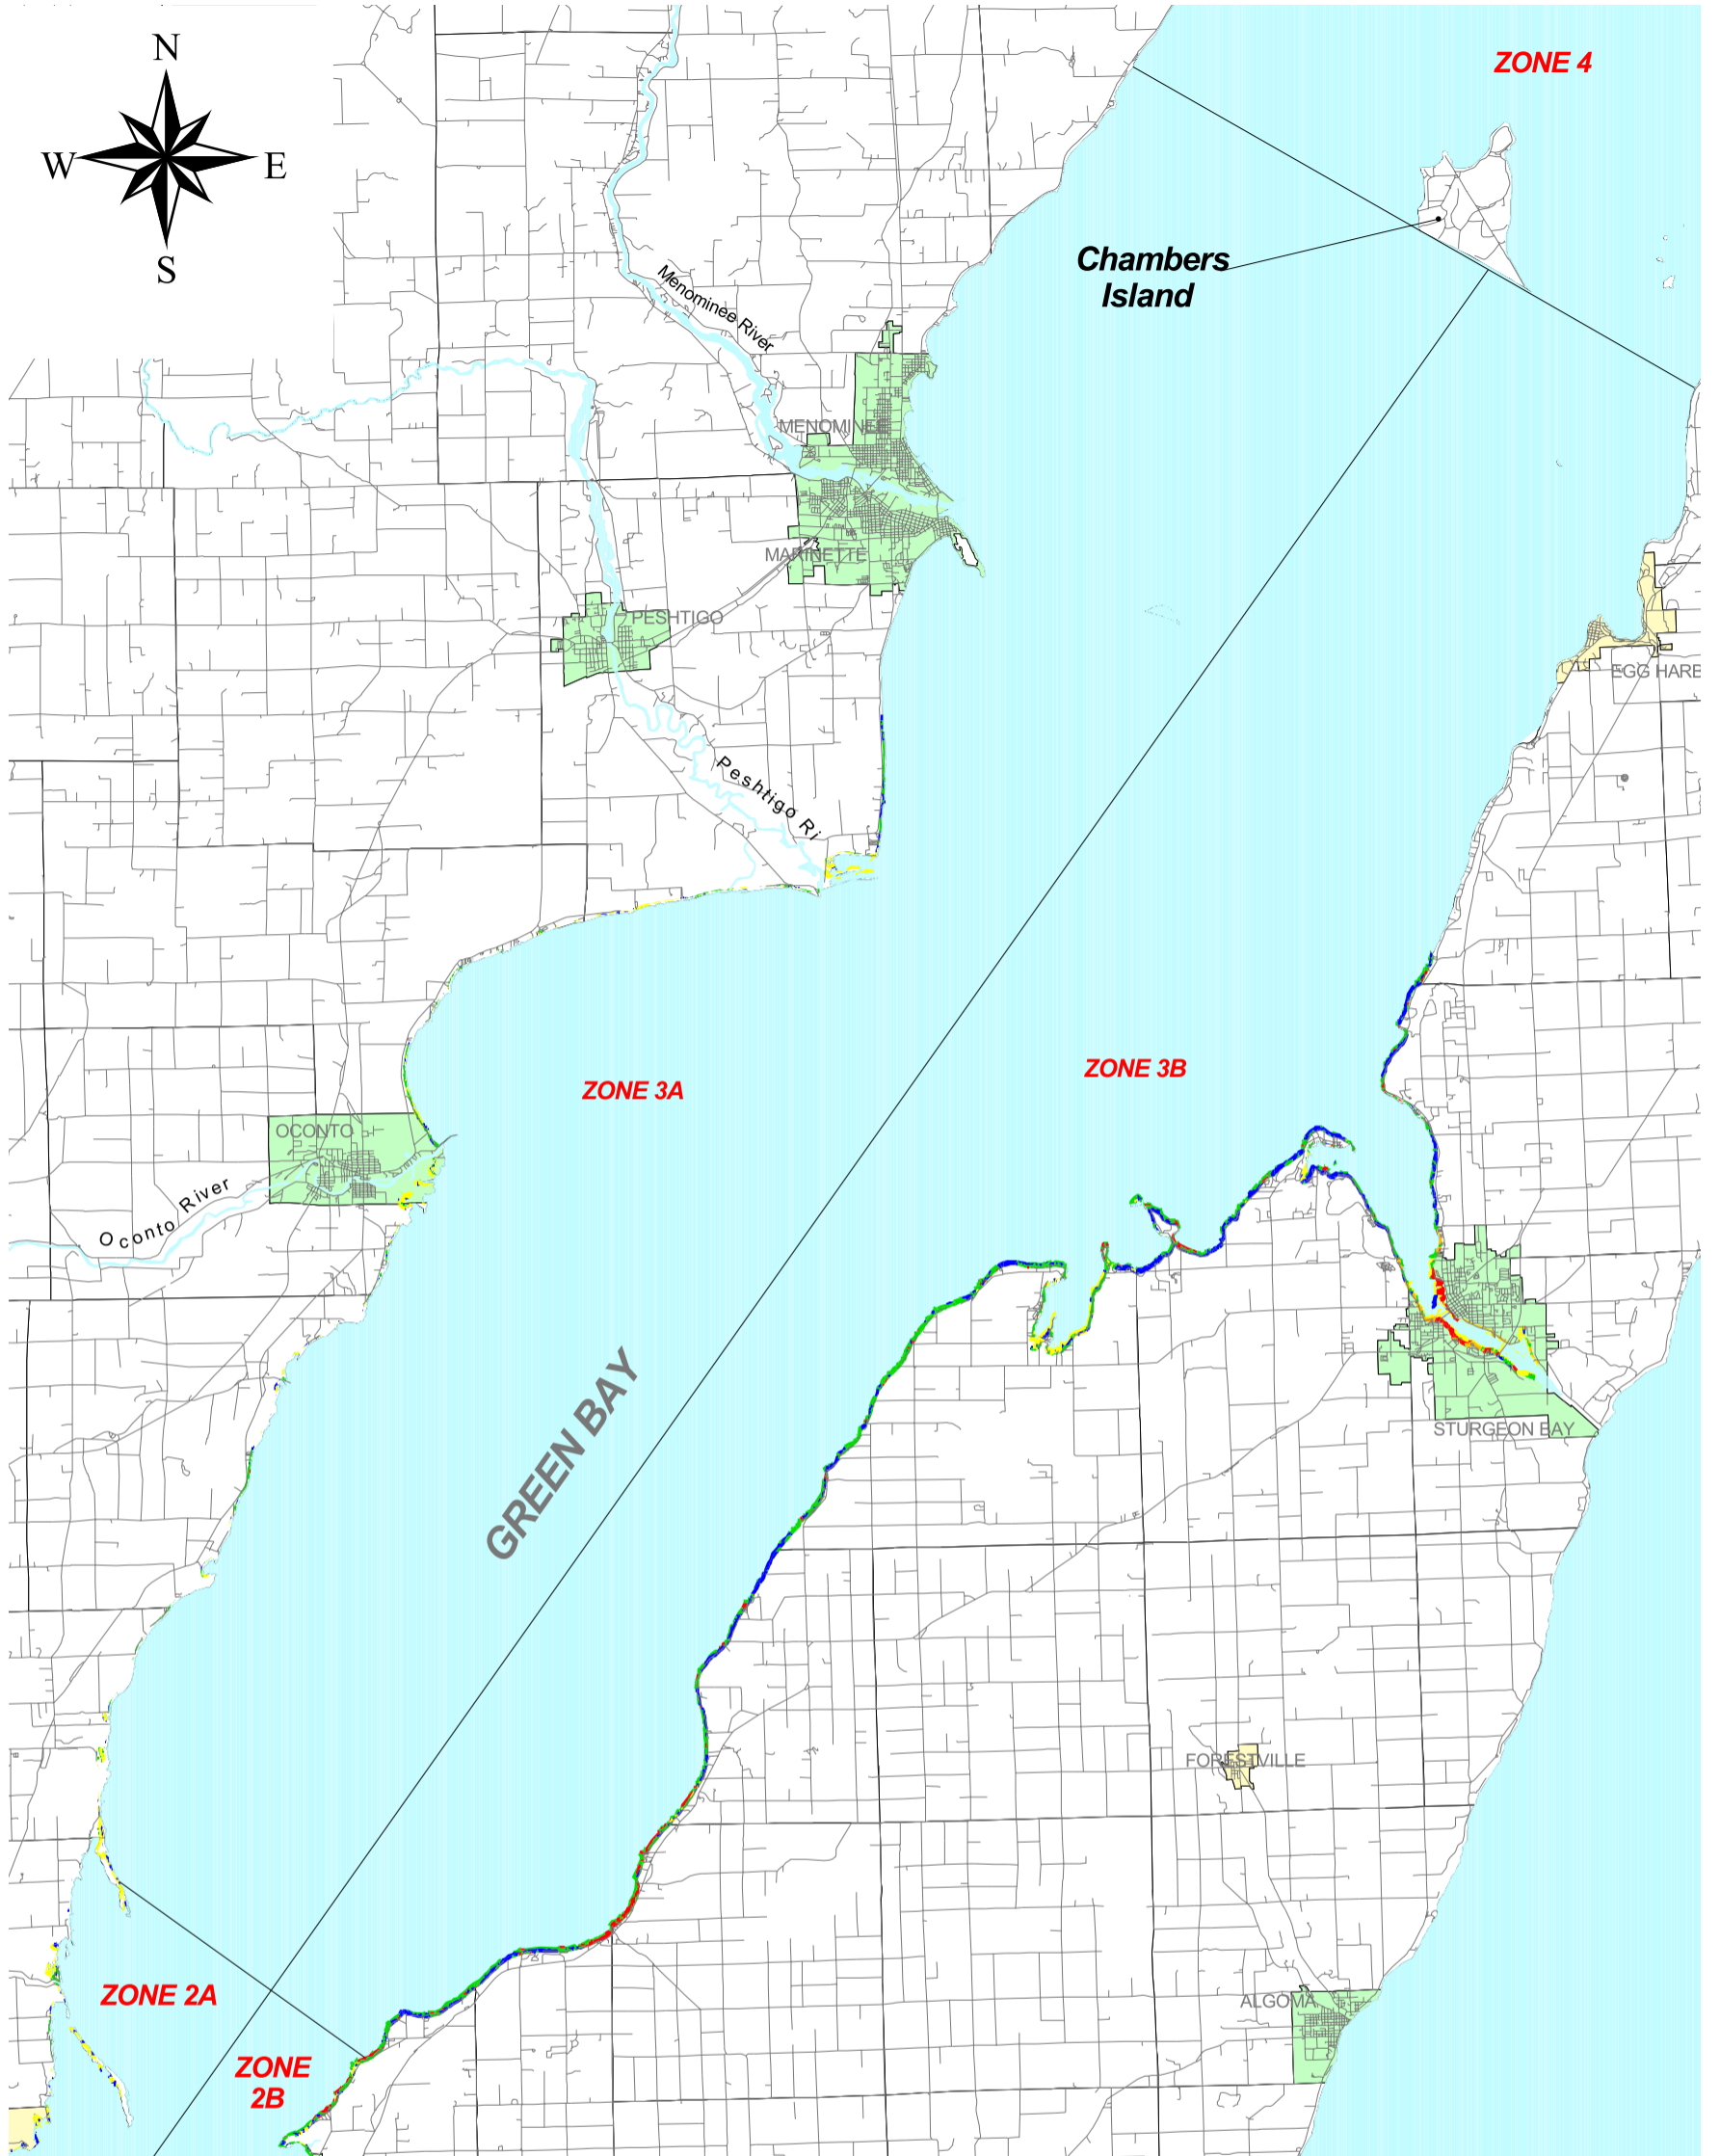 N
ZONE 4
W
E
S
Chambers
Island
Menominee River
MENOMINEE
MARINETTE
PESHTIGO
EGG HARB
Peshtigo Ri
ZONE 3B
ZONE 3A
OCONTO
Oconto River
GREEN BAY
STURGEON BAY
FORESTVILLE
ZONE 2A
ALGOMA
ZONE
2B